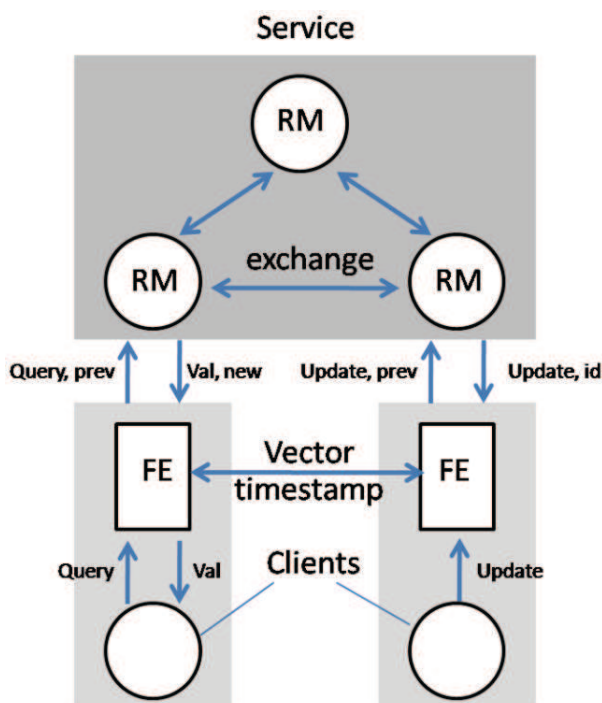 Service
RM
RM
exchange
RM
Query, prev
Val, new
Update, prev
Update, id
FE
Vector
timestamp
FE
Query
Val
Clients
Update